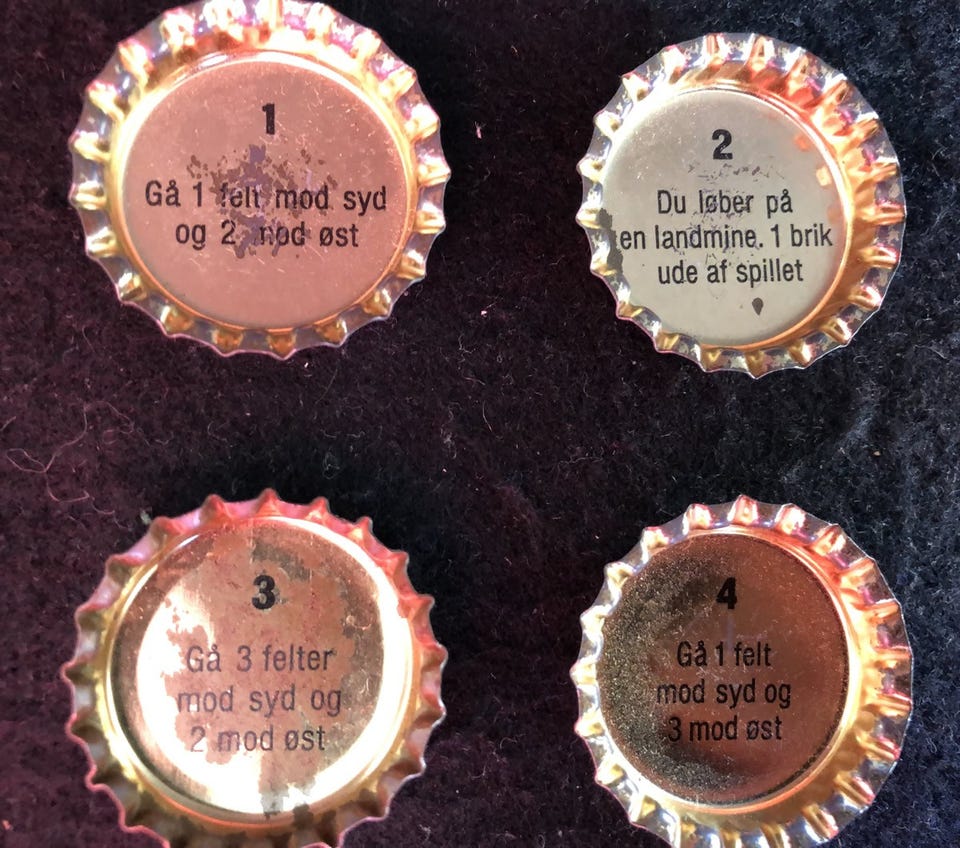 1
Gå 1 felt mod syd
og 2 mod øst
2
Du løber på
en landmine. 1 brik
ude af spillet
3
Gå 3 felter
mod syd og
2 mod øst
4
Gå 1 felt
mod syd og
3 mod øst